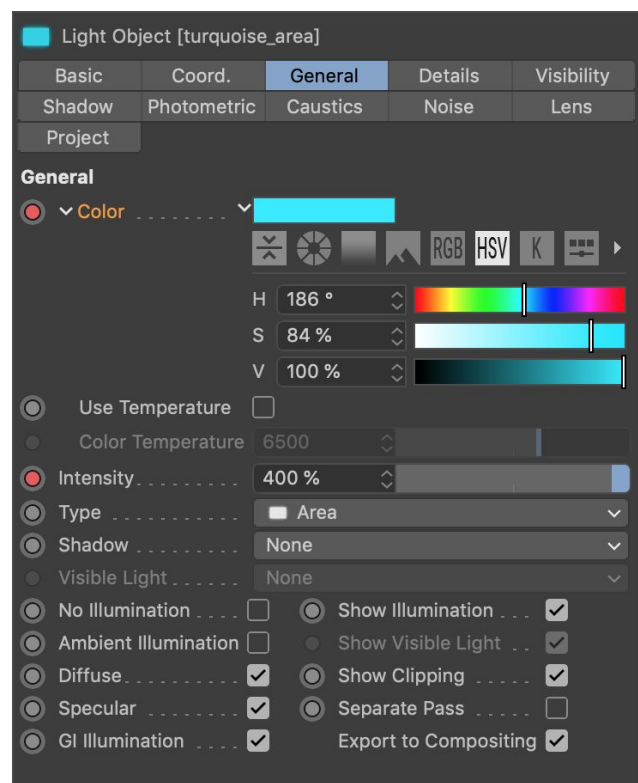 Light Object [turquoise_area]
Basic Coord. General Details Visibility
Shadow Photometric Caustics Noise Lens
Project
General
Color
RGB HSV K
H 186 °
S 84 %
V 100 %
Use Temperature
Color Temperature 6500
Intensity 400 %
Type Area
Shadow None
Visible Light None
No Illumination Show Illumination
Ambient Illumination Show Visible Light
Diffuse Show Clipping
Specular Separate Pass
GI Illumination Export to Compositing